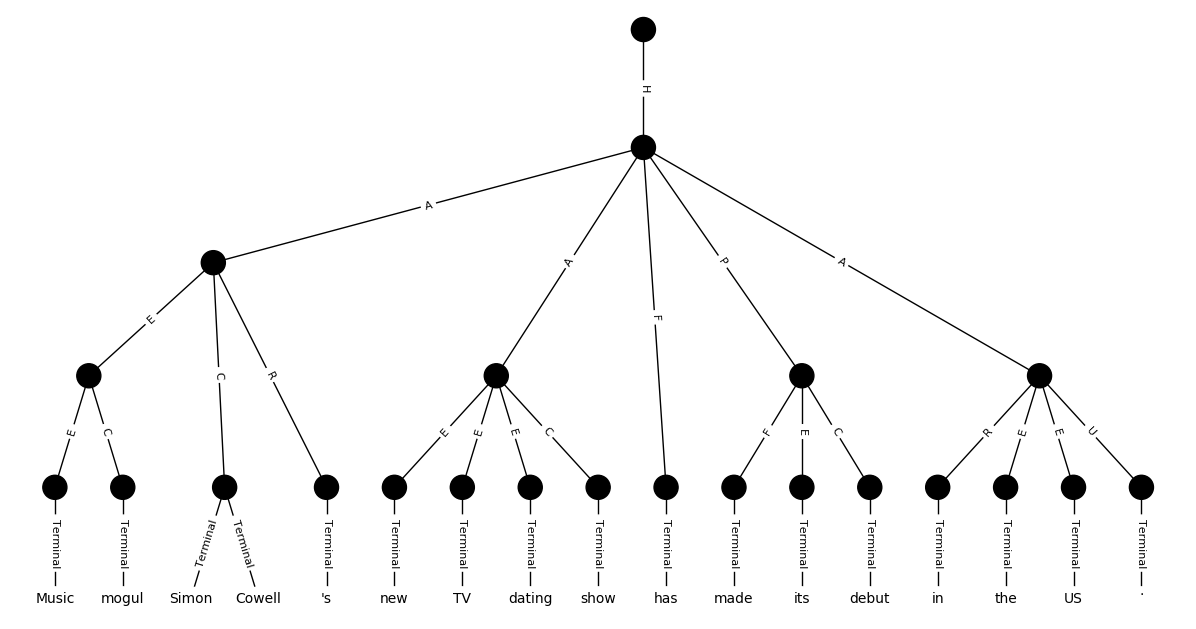 H
A
A
P
A
F
E
C
R
E
C
E
E
E
C
F
E
C
R
E
E
U
Terminal Terminal Terminal Terminal Terminal Terminal Terminal Terminal Terminal Terminal Terminal Terminal Terminal Terminal Terminal Terminal Terminal
Music mogul Simon Cowell 's new TV dating show has made its debut in the US .